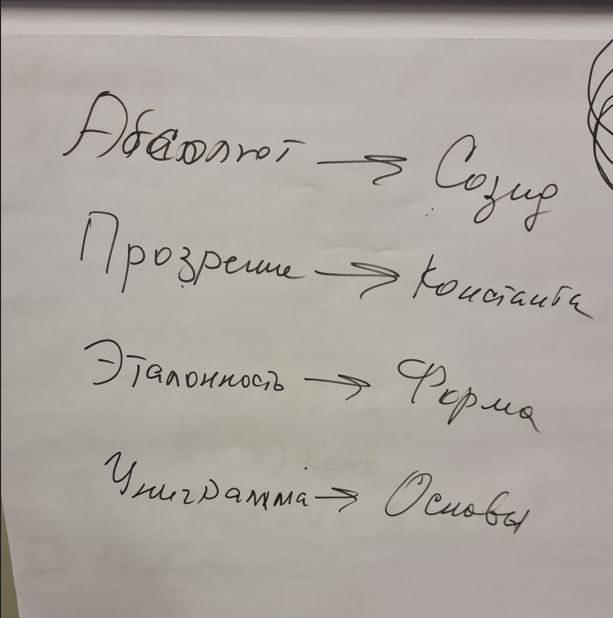 Абсолют → Созид
Прозрение → Константа
Эталонность → Форма
Униграмма → Основы